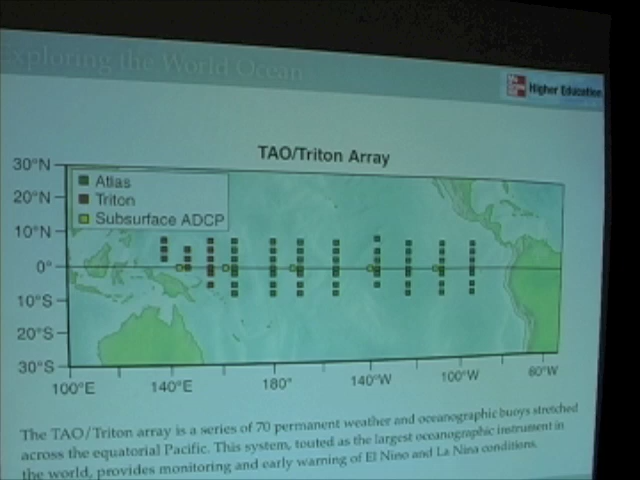 Exploring the World Ocean
Higher Education
TAO/Triton Array
30°N
20°N
10°N
0°
10°S
20°S
30°S
Atlas
Triton
Subsurface ADCP
100°E 140°E 180° 140°W 100°W 80°W
The TAO/Triton array is a series of 70 permanent weather and oceanographic buoys stretched
across the equatorial Pacific. This system, touted as the largest oceanographic instrument in
the world, provides monitoring and early warning of El Nino and La Nina conditions.